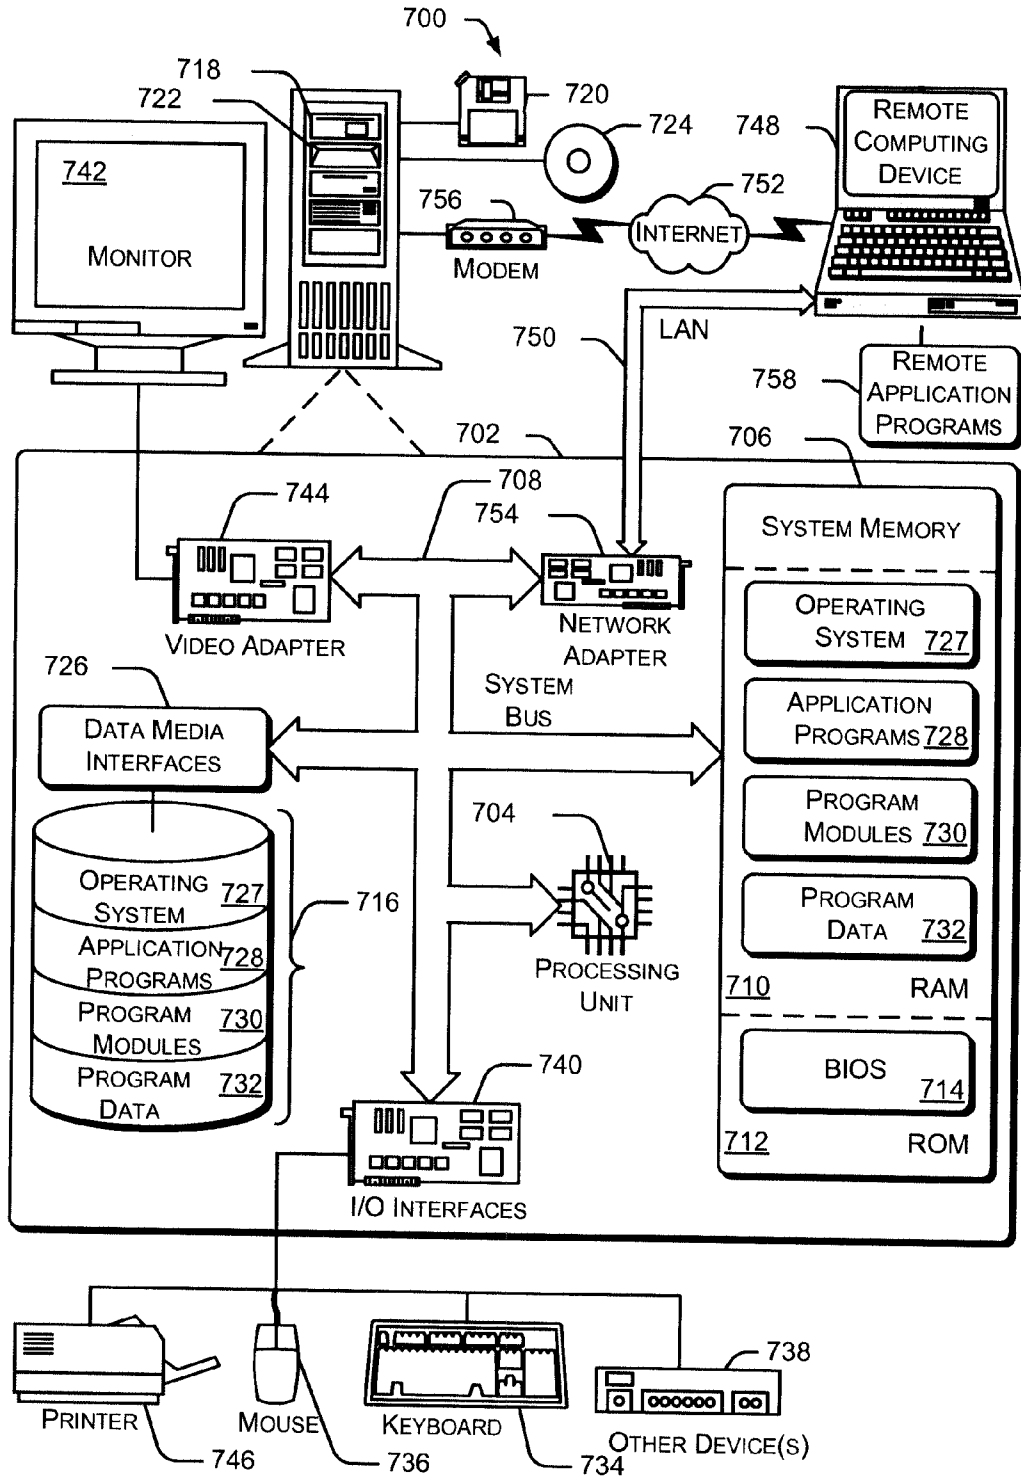 700
718
722
720
724
748
REMOTE
COMPUTING
DEVICE
742
MONITOR
756
MODEM
752
INTERNET
750
LAN
758
REMOTE
APPLICATION
PROGRAMS
702
706
744
708
754
SYSTEM MEMORY
VIDEO ADAPTER
NETWORK
ADAPTER
OPERATING
SYSTEM 727
726
DATA MEDIA
INTERFACES
SYSTEM
BUS
APPLICATION
PROGRAMS 728
PROGRAM
MODULES 730
704
PROCESSING
UNIT
PROGRAM
DATA 732
710 RAM
OPERATING
SYSTEM 727
716
APPLICATION
PROGRAMS 728
PROGRAM
MODULES 730
PROGRAM
DATA 732
BIOS 714
712 ROM
740
I/O INTERFACES
PRINTER
746
MOUSE
736
KEYBOARD
734
738
OTHER DEVICE(S)